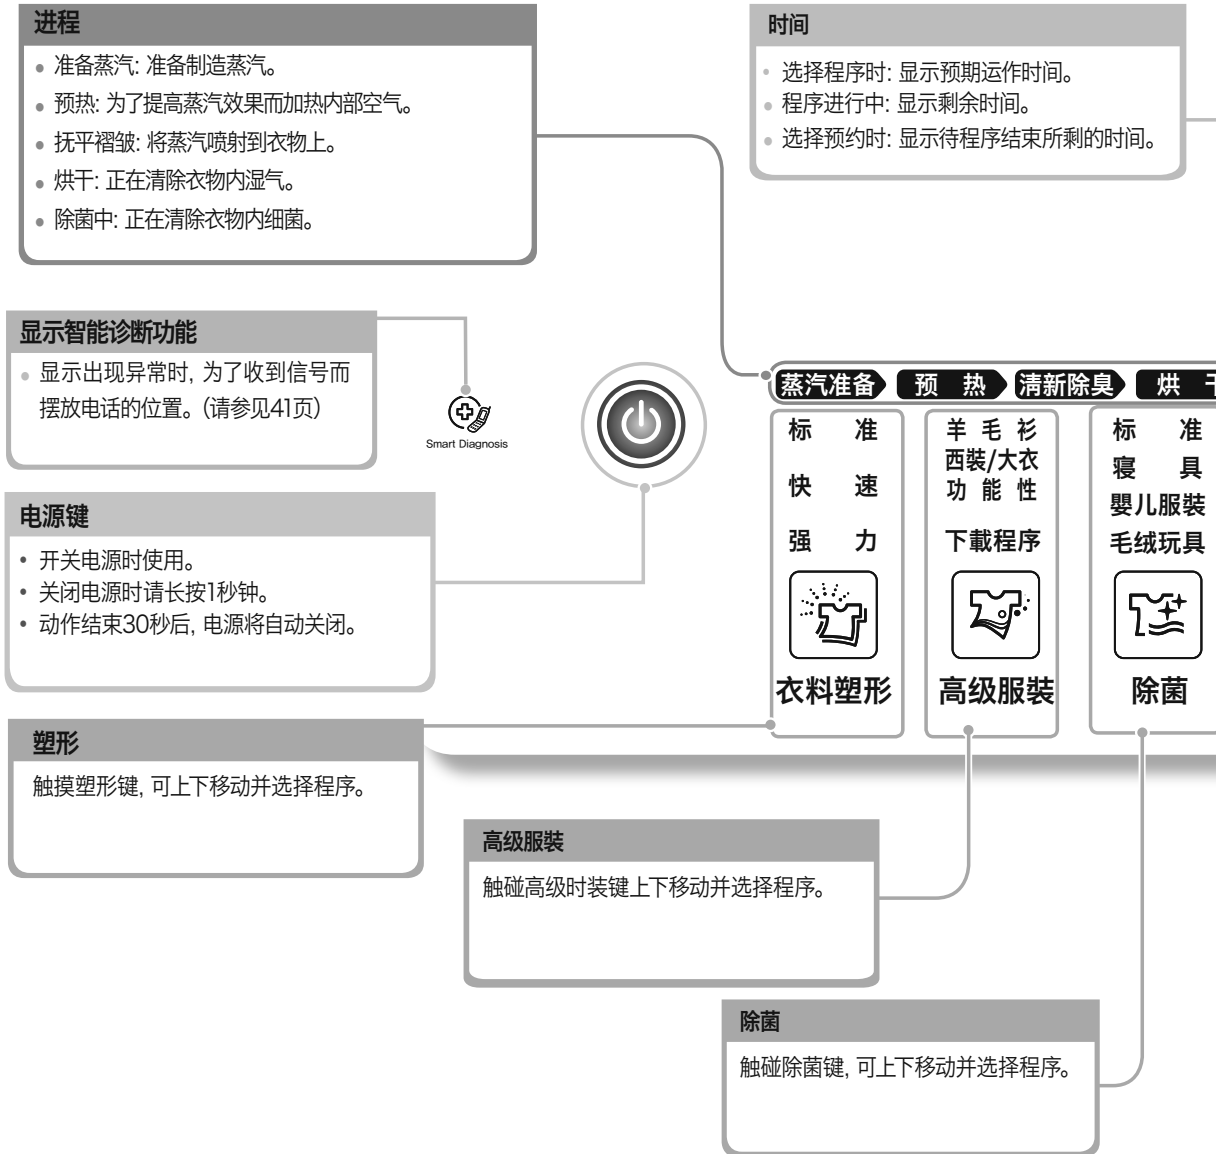 进程
准备蒸汽: 准备制造蒸汽。
预热: 为了提高蒸汽效果而加热内部空气。
抚平褶皱: 将蒸汽喷射到衣物上。
烘干: 正在清除衣物内湿气。
除菌中: 正在清除衣物内细菌。
时间
选择程序时: 显示预期运作时间。
程序进行中: 显示剩余时间。
选择预约时: 显示待程序结束所剩的时间。
显示智能诊断功能
显示出现异常时, 为了收到信号而
摆放电话的位置。(请参见41页)
Smart Diagnosis
电源键
• 开关电源时使用。
• 关闭电源时请长按1秒钟。
• 动作结束30秒后, 电源将自动关闭。
蒸汽准备 预 热 清新除臭 烘 干
标 准
快 速
强 力
衣料塑形
羊 毛 衫
西裝/大衣
功 能 性
下載程序
高级服裝
标 准
寝 具
婴儿服裝
毛绒玩具
除菌
塑形
触摸塑形键, 可上下移动并选择程序。
高级服裝
触碰高级时装键上下移动并选择程序。
除菌
触碰除菌键, 可上下移动并选择程序。